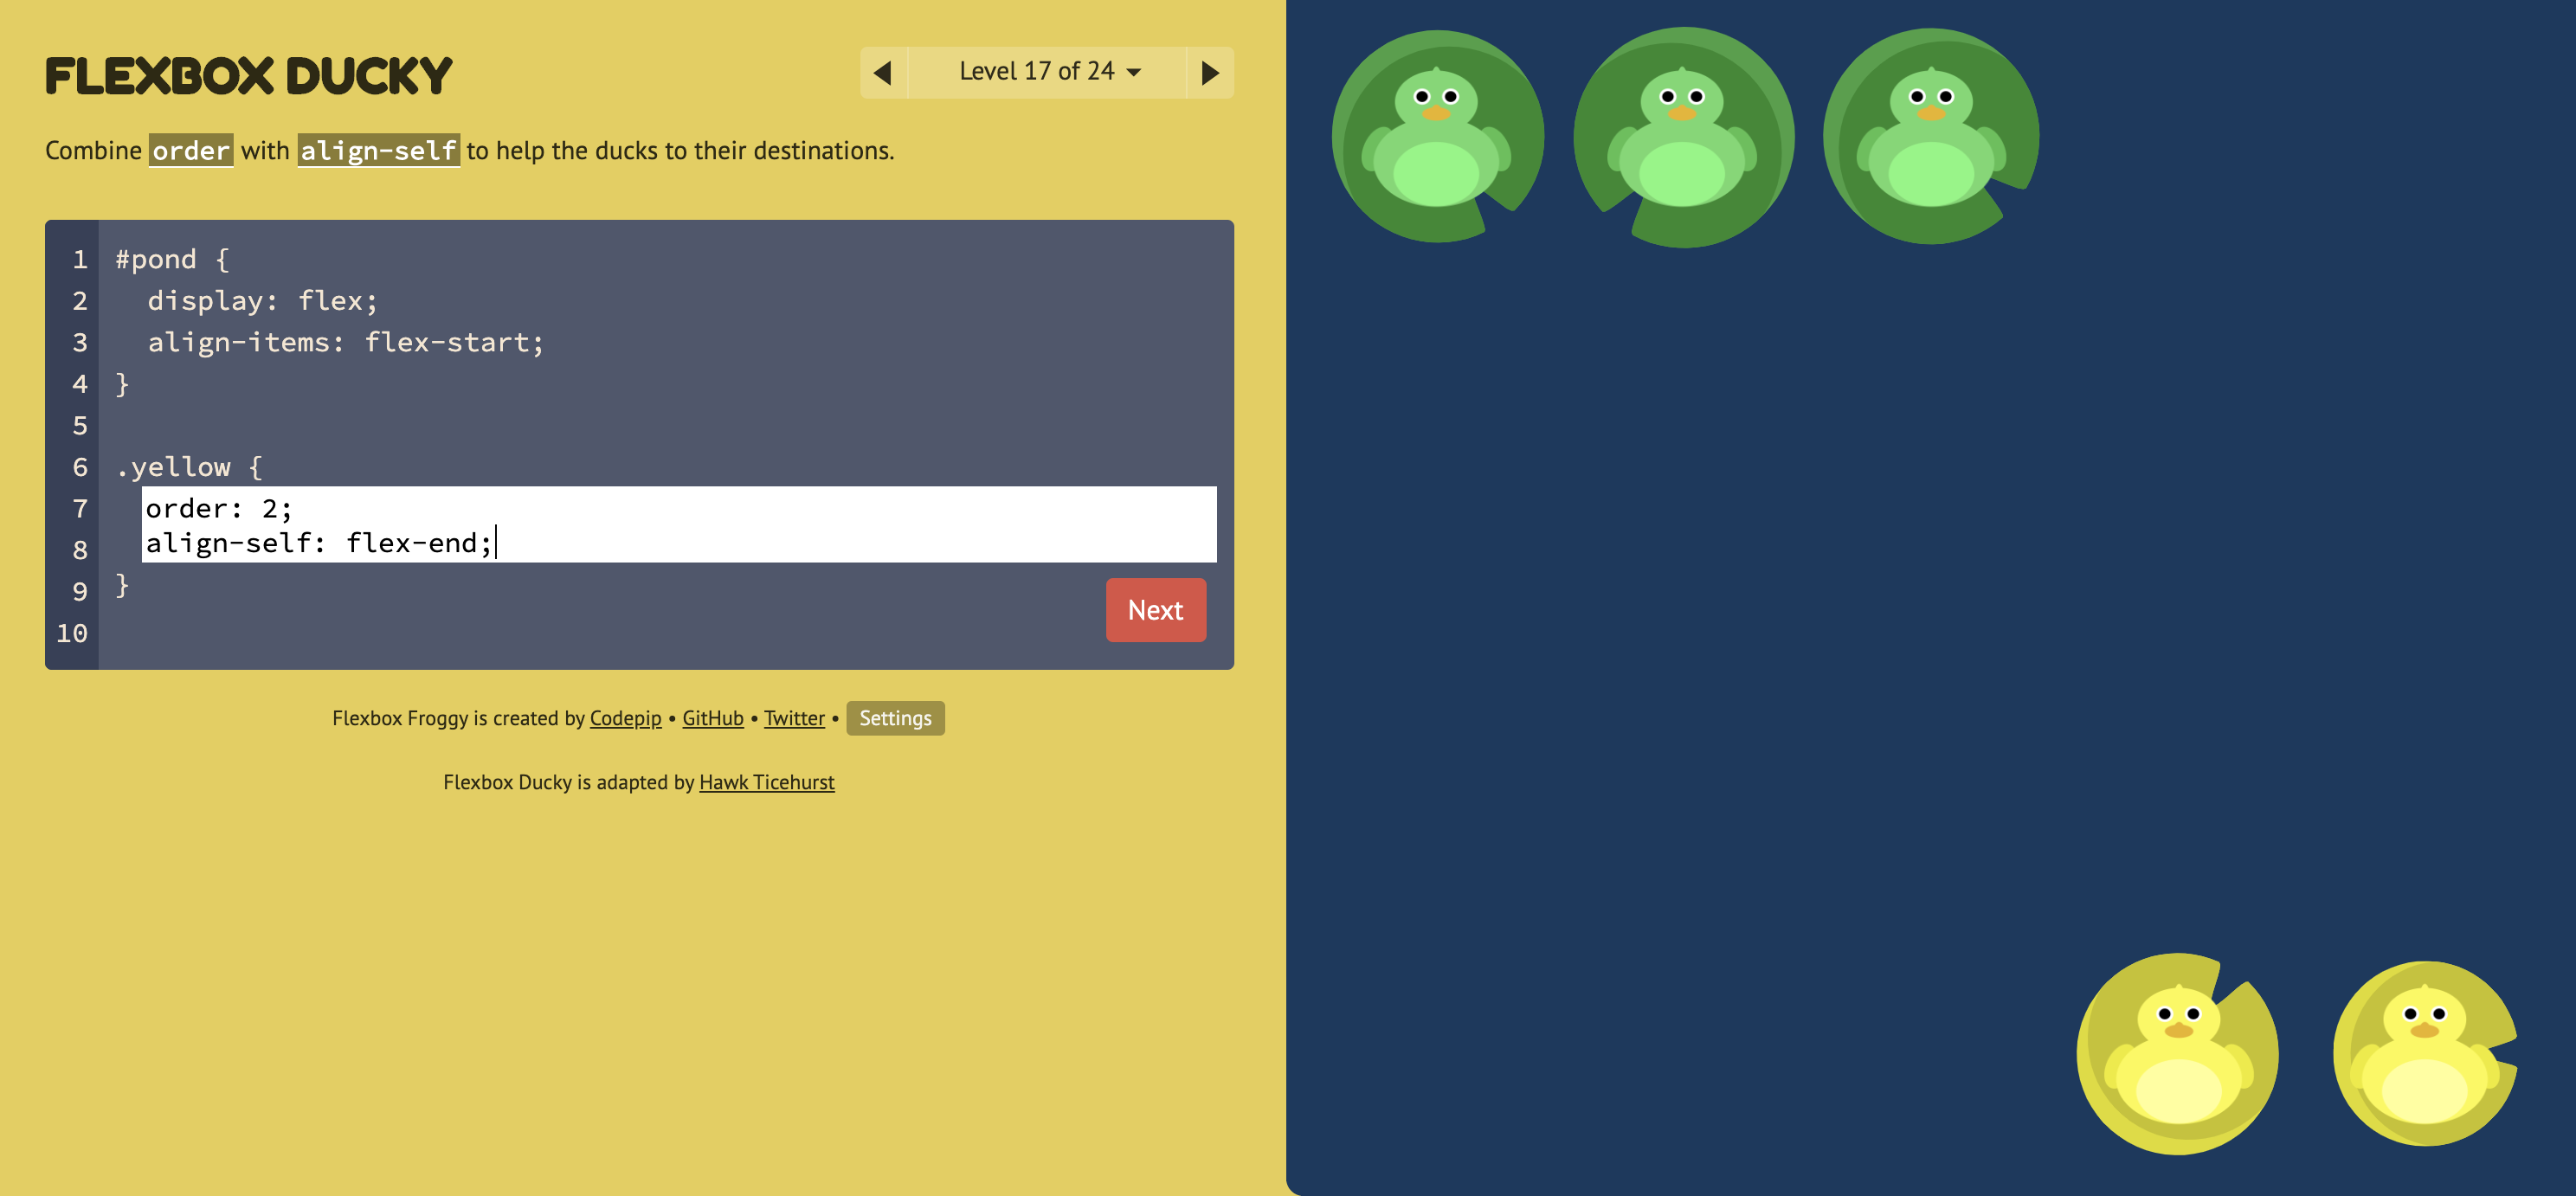 FLEXBOX DUCKY
Level 17 of 24
Combine order with align-self to help the ducks to their destinations.
1 #pond {
2 display: flex;
3 align-items: flex-start;
4 }
5
6 .yellow {
7 order: 2;
8 align-self: flex-end;
9 }
10
Next
Flexbox Froggy is created by Codepip • GitHub • Twitter • Settings
Flexbox Ducky is adapted by Hawk Ticehurst